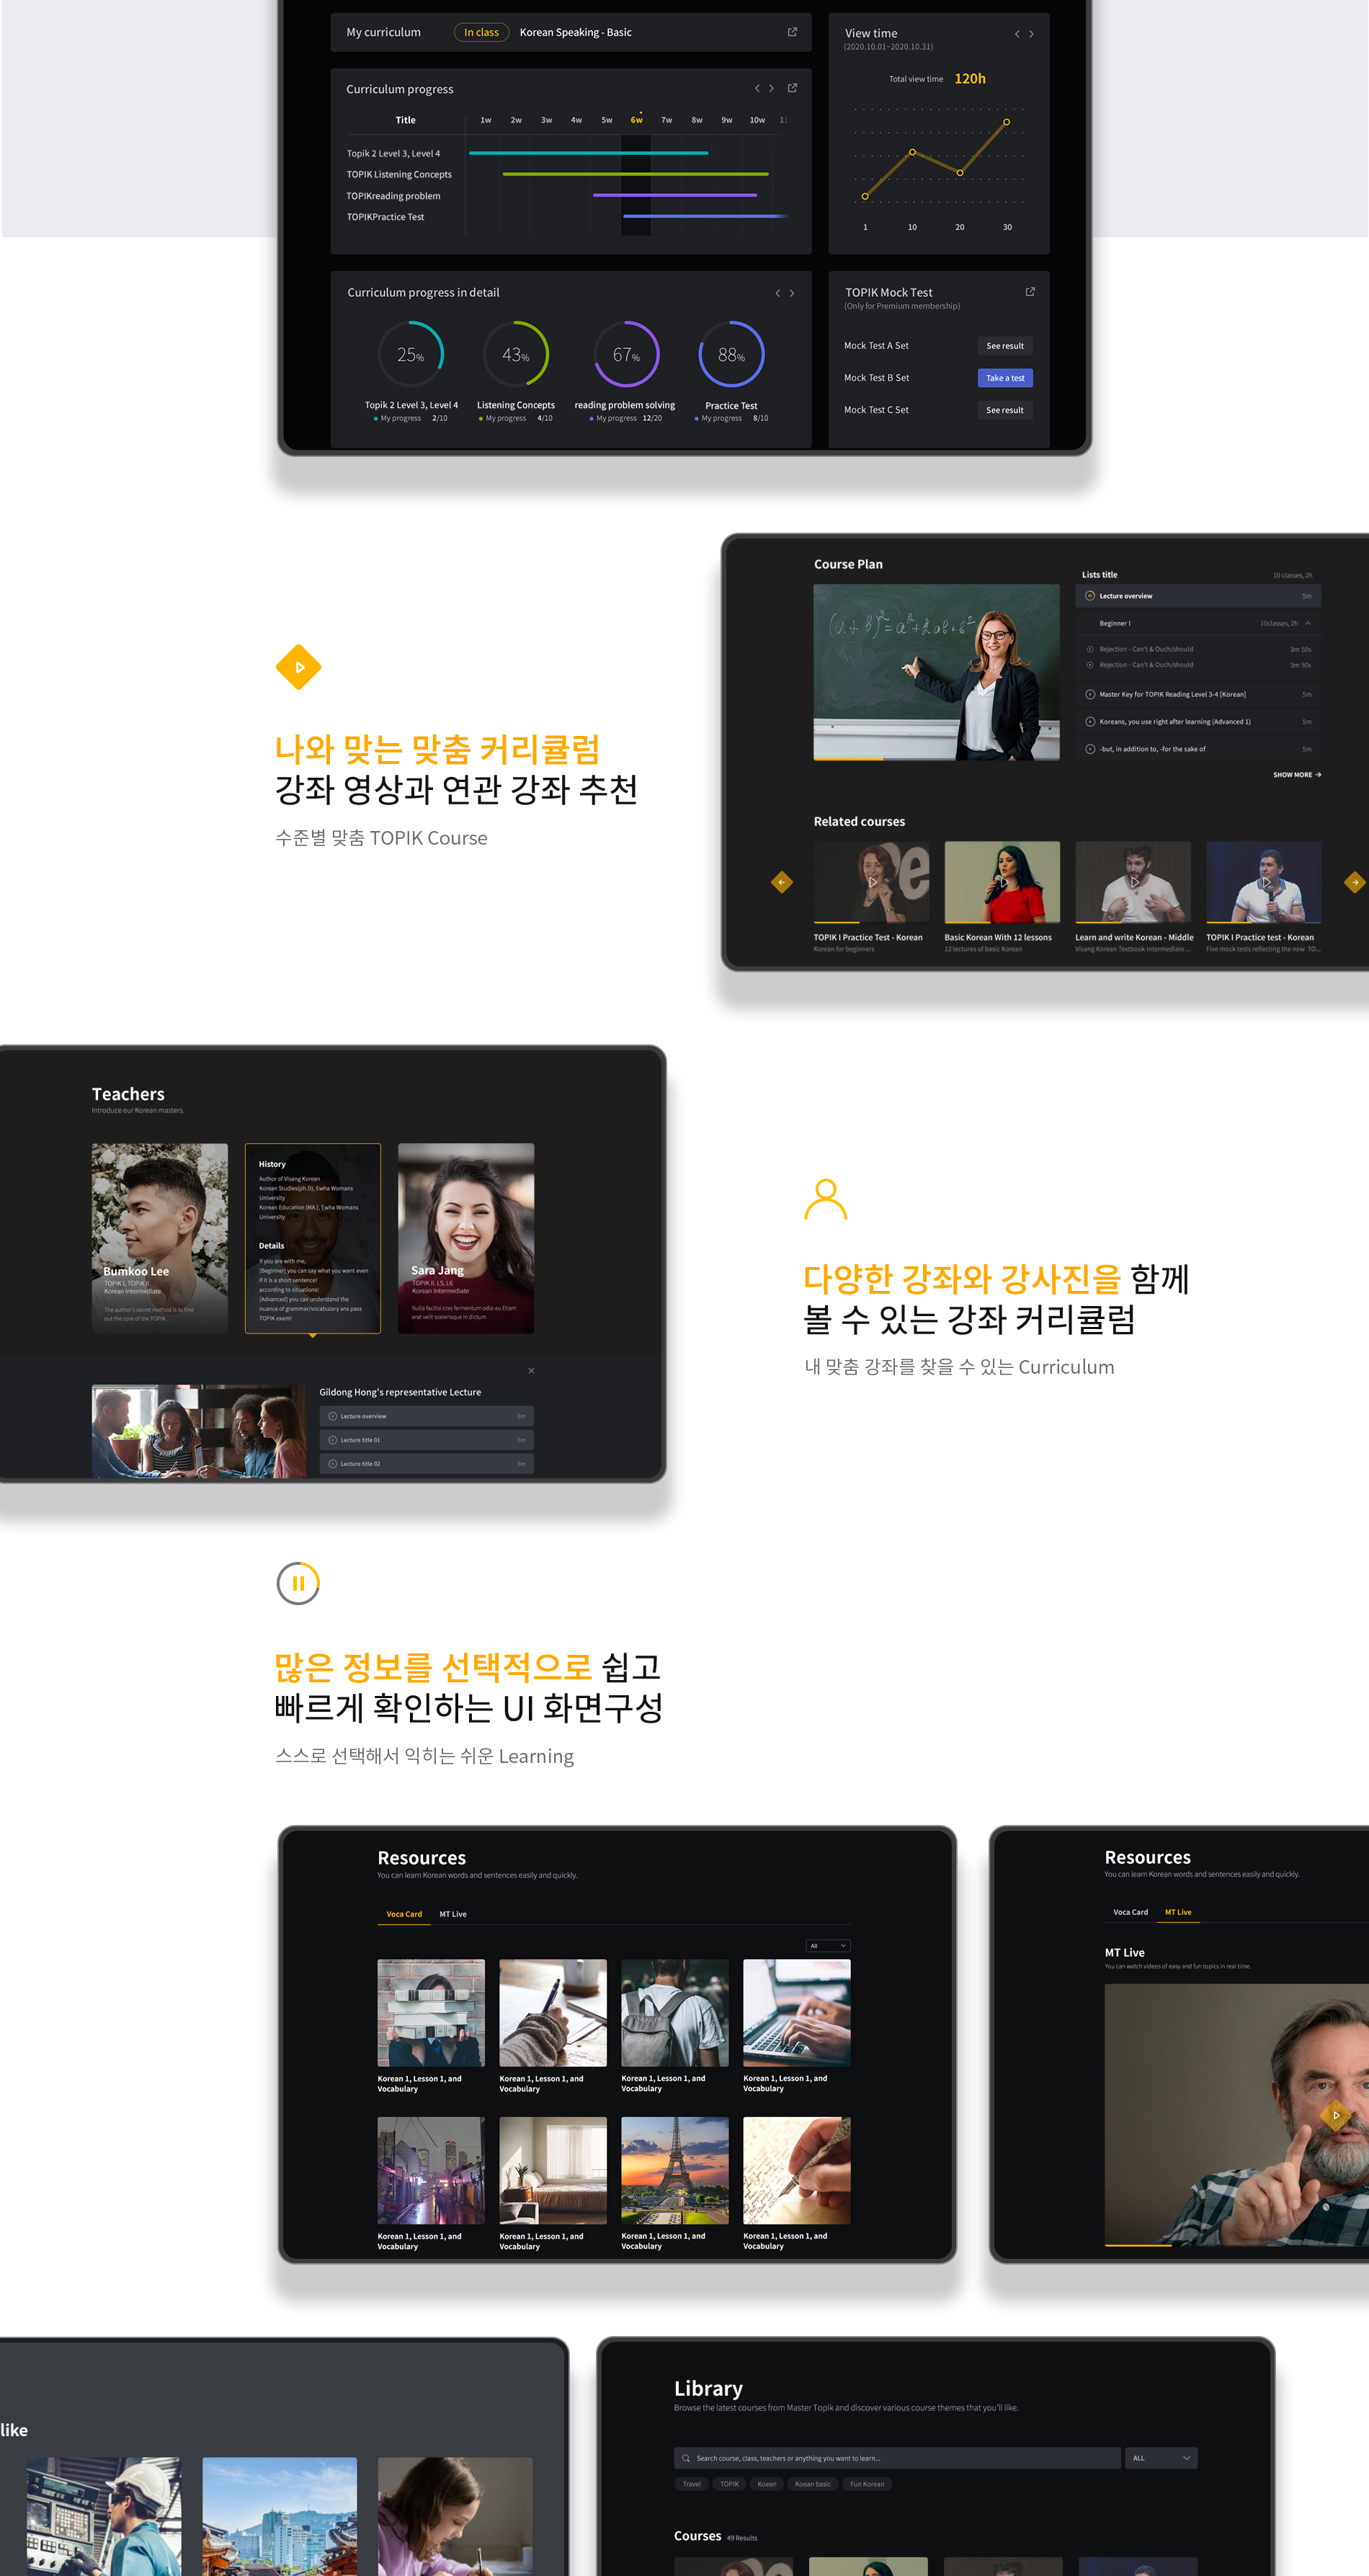 My curriculum
In class
Korean Speaking - Basic
View time
(2020.10.01~2020.10.31)
Total view time 120h
1 10 20 30
Curriculum progress
Title 1w 2w 3w 4w 5w 6w 7w 8w 9w 10w 11
Topik 2 Level 3, Level 4
TOPIK Listening Concepts
TOPIKreading problem
TOPIKPractice Test
Curriculum progress in detail
25% 43% 67% 88%
Topik 2 Level 3, Level 4 Listening Concepts reading problem solving Practice Test
My progress 2/10 My progress 4/10 My progress 12/20 My progress 8/10
TOPIK Mock Test
(Only for Premium membership)
Mock Test A Set See result
Mock Test B Set Take a test
Mock Test C Set See result
Course Plan
Lists title 10 classes, 2h
Lecture overview 5m
Beginner I 10classes, 2h
Rejection - Can't & Ouch/should 3m 50s
Rejection - Can't & Ouch/should 3m 50s
Master Key for TOPIK Reading Level 3-4 [Korean] 5m
Koreans, you use right after learning (Advanced 1) 5m
-but, in addition to, -for the sake of 5m
SHOW MORE
Related courses
TOPIK I Practice Test - Korean
Korean for beginners
Basic Korean With 12 lessons
12 lectures of basic Korean
Learn and write Korean - Middle
Visang Korean Textbook Intermediate ...
TOPIK I Practice test - Korean
Five mock tests reflecting the new TO...
나와 맞는 맞춤 커리큘럼
강좌 영상과 연관 강좌 추천
수준별 맞춤 TOPIK Course
Teachers
Introduce our Korean masters.
Bumkoo Lee
TOPIK I, TOPIK II
Korean Intermediate
The author's secret method is to find
out the core of the TOPIK.
History
Author of Visang Korean
Korean Studies(ph.D), Ewha Womans
University
Korean Education (MA.), Ewha Womans
University
Details
If you are with me,
[Beginner] you can say what you want even
if it is a short sentence!
according to situations!
[Advanced] you can understand the
nuance of grammar/vocabulary ans pass
TOPIK exam!
Sara Jang
TOPIK II. L5, L6
Korean Intermediate
Nulla facilisi cras fermentum odio eu Etiam
erat velit scelerisque in dictum
Gildong Hong's representative Lecture
Lecture overview 5m
Lecture title 01 5m
Lecture title 02 5m
다양한 강좌와 강사진을 함께
볼 수 있는 강좌 커리큘럼
내 맞춤 강좌를 찾을 수 있는 Curriculum
많은 정보를 선택적으로 쉽고
빠르게 확인하는 UI 화면구성
스스로 선택해서 익히는 쉬운 Learning
Resources
You can learn Korean words and sentences easily and quickly.
Voca Card MT Live
All
Korean 1, Lesson 1, and
Vocabulary
Korean 1, Lesson 1, and
Vocabulary
Korean 1, Lesson 1, and
Vocabulary
Korean 1, Lesson 1, and
Vocabulary
Korean 1, Lesson 1, and
Vocabulary
Korean 1, Lesson 1, and
Vocabulary
Korean 1, Lesson 1, and
Vocabulary
Korean 1, Lesson 1, and
Vocabulary
Resources
You can learn Korean words and sentences easily and quickly.
Voca Card MT Live
MT Live
You can watch videos of easy and fun topics in real time.
like
Library
Browse the latest courses from Master Topik and discover various course themes that you'll like.
Search course, class, teachers or anything you want to learn...
ALL
Travel TOPIK Koean Koean basic Fun Korean
Courses 49 Results